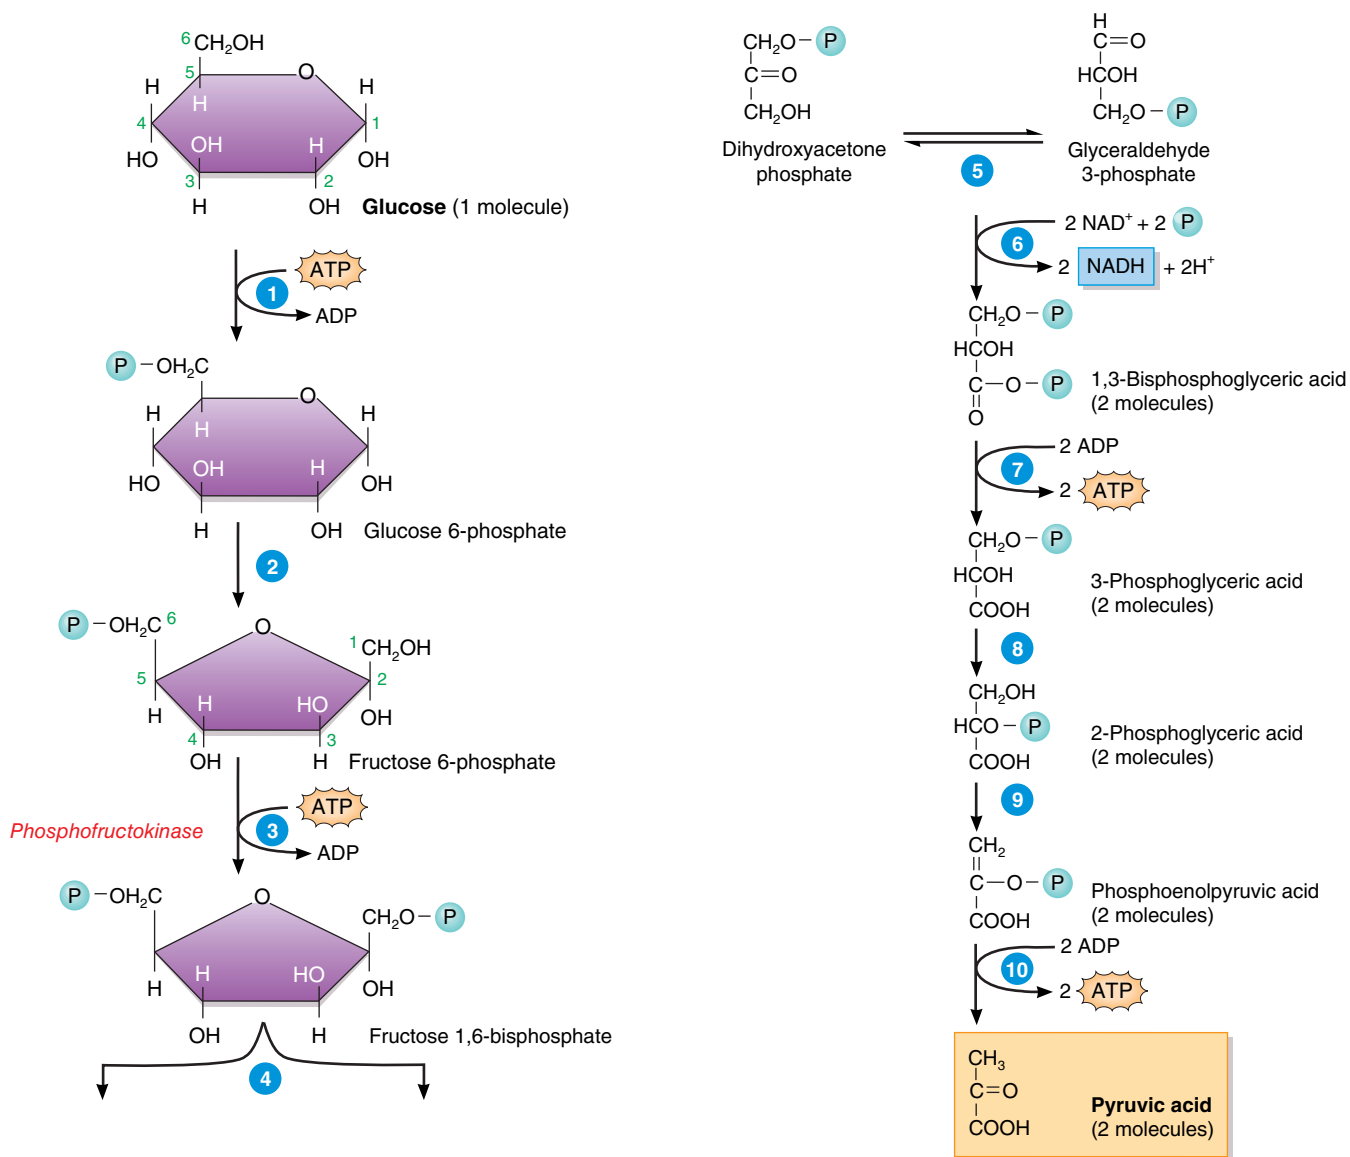 6
CH₂OH
5
O
H
H
H
4
1
OH
H
HO
OH
3
2
H
OH
Glucose (1 molecule)
ATP
1
ADP
P – OH₂C
O
H
H
H
OH
H
HO
OH
H
OH
Glucose 6-phosphate
2
P – OH₂C 6
O
1 CH₂OH
5
2
H
H
HO
OH
4
3
OH
H
Fructose 6-phosphate
ATP
Phosphofructokinase
3
ADP
P – OH₂C
O
CH₂O – P
H
H
HO
OH
OH
H
Fructose 1,6-bisphosphate
4
CH₂O – P
C=O
CH₂OH
Dihydroxyacetone
phosphate
H
C=O
HCOH
CH₂O – P
Glyceraldehyde
3-phosphate
5
2 NAD⁺ + 2 P
6
2 NADH + 2H⁺
CH₂O – P
HCOH
C–O – P
O
1,3-Bisphosphoglyceric acid
(2 molecules)
2 ADP
7
2 ATP
CH₂O – P
HCOH
COOH
3-Phosphoglyceric acid
(2 molecules)
8
CH₂OH
HCO – P
COOH
2-Phosphoglyceric acid
(2 molecules)
9
CH₂
C–O – P
COOH
Phosphoenolpyruvic acid
(2 molecules)
2 ADP
10
2 ATP
CH₃
C=O
COOH
Pyruvic acid
(2 molecules)